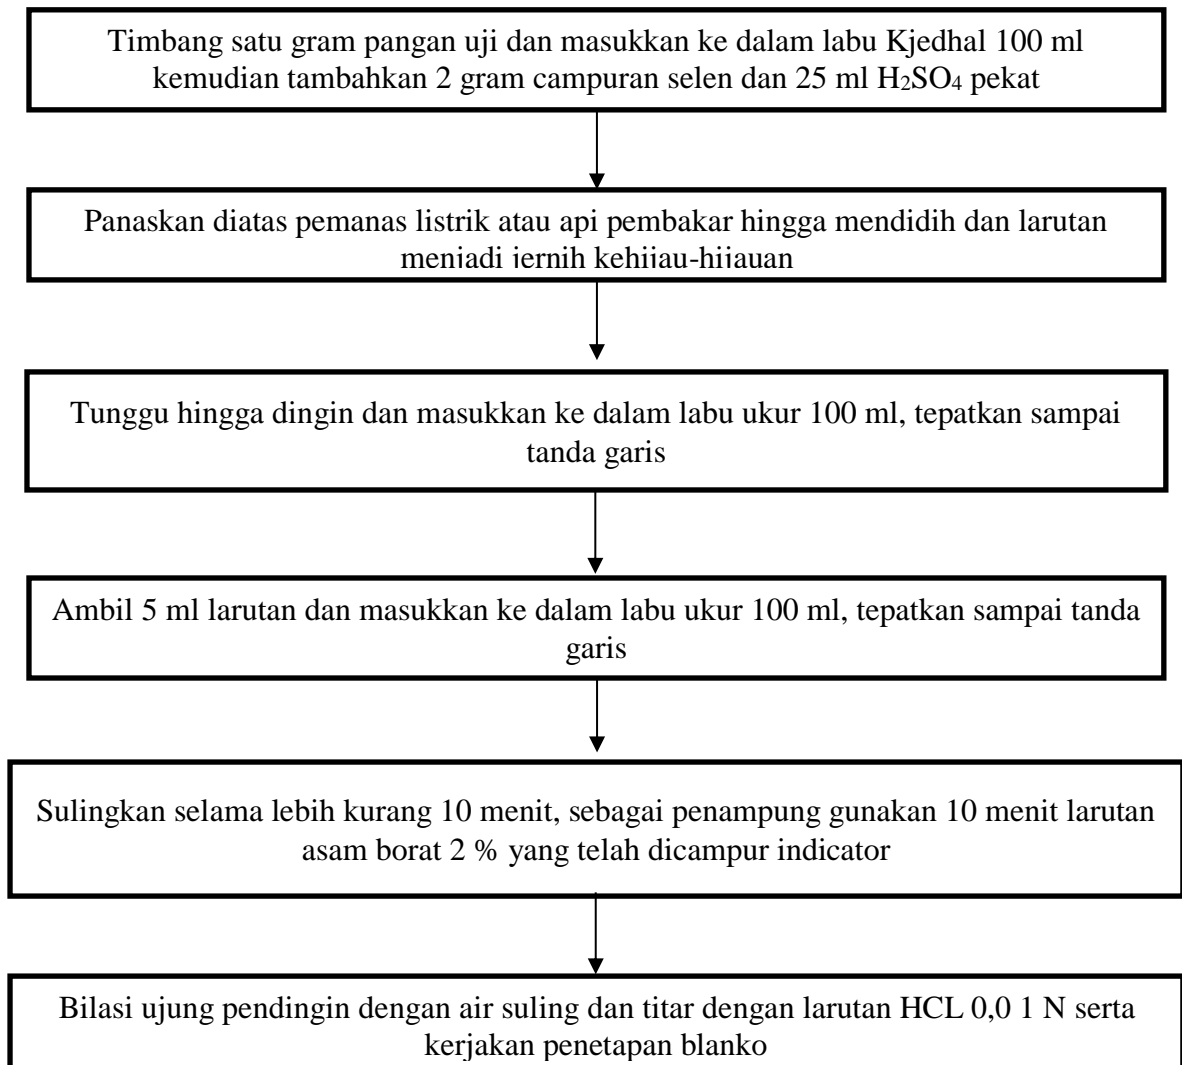 Timbang satu gram pangan uji dan masukkan ke dalam labu Kjedhal 100 ml
kemudian tambahkan 2 gram campuran selen dan 25 ml H₂SO₄ pekat
Panaskan diatas pemanas listrik atau api pembakar hingga mendidih dan larutan
menjadi jernih kehijau-hijauan
Tunggu hingga dingin dan masukkan ke dalam labu ukur 100 ml, tepatkan sampai
tanda garis
Ambil 5 ml larutan dan masukkan ke dalam labu ukur 100 ml, tepatkan sampai tanda
garis
Sulingkan selama lebih kurang 10 menit, sebagai penampung gunakan 10 menit larutan
asam borat 2 % yang telah dicampur indicator
Bilasi ujung pendingin dengan air suling dan titar dengan larutan HCL 0,0 1 N serta
kerjakan penetapan blanko